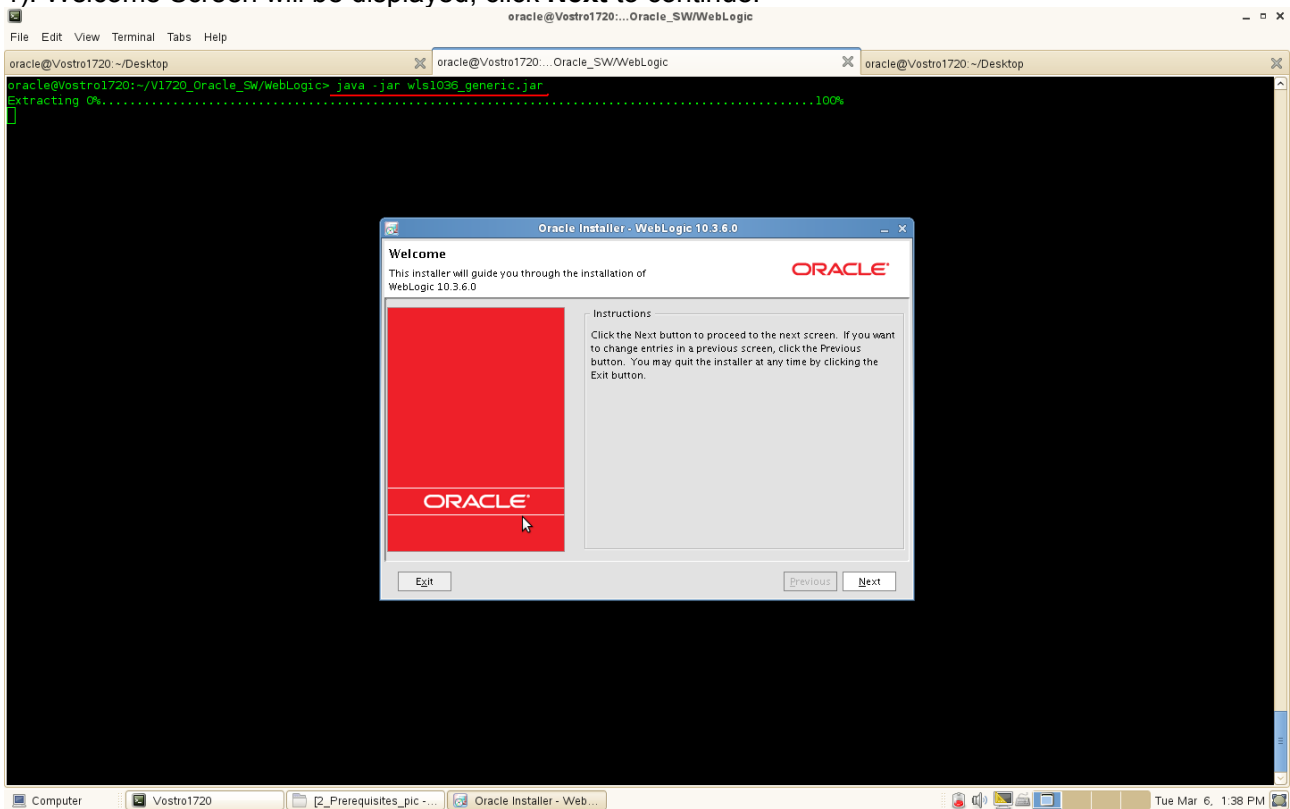 1). Welcome Screen will be displayed, click Next to continue.
oracle@Vostro1720:...Oracle_SW/WebLogic
File Edit View Terminal Tabs Help
oracle@Vostro1720:~/Desktop
oracle@Vostro1720:...Oracle_SW/WebLogic
oracle@Vostro1720:~/Desktop
oracle@Vostro1720:~/V1720_Oracle_SW/WebLogic> java -jar wls1036_generic.jar
Extracting 0%....................................................................................................100%
Oracle Installer - WebLogic 10.3.6.0
Welcome
This installer will guide you through the installation of
WebLogic 10.3.6.0
ORACLE
Instructions
Click the Next button to proceed to the next screen. If you want
to change entries in a previous screen, click the Previous
button. You may quit the installer at any time by clicking the
Exit button.
ORACLE
Exit
Previous
Next
Computer
Vostro1720
[2_Prerequisites_pic -...
Oracle Installer - Web...
Tue Mar 6, 1:38 PM